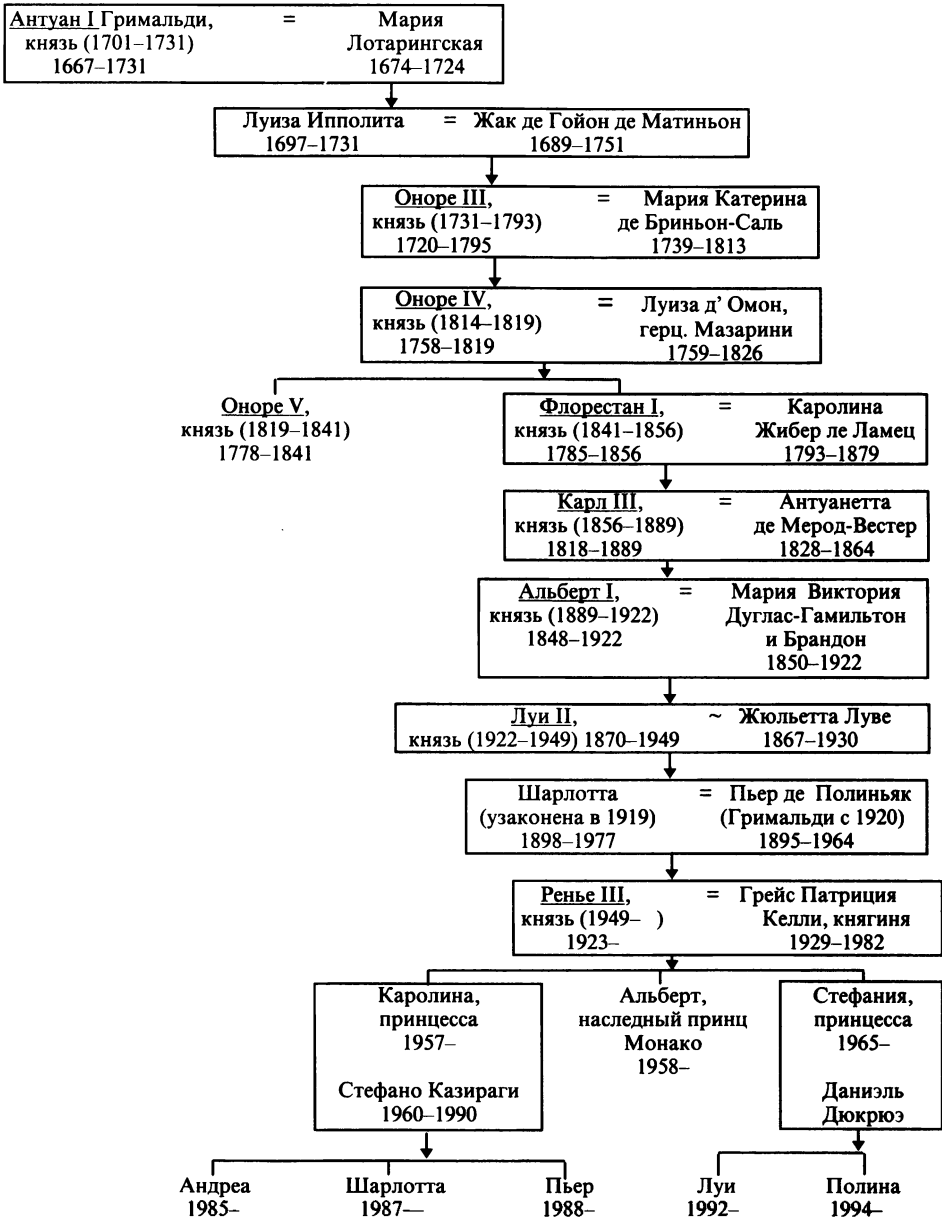 Антуан I Гримальди, = Мария
князь (1701–1731) Лотарингская
1667–1731 1674–1724
Луиза Ипполита = Жак де Гойон де Матиньон
1697–1731 1689–1751
Оноре III, = Мария Катерина
князь (1731–1793) де Бриньон-Саль
1720–1795 1739–1813
Оноре IV, = Луиза д' Омон,
князь (1814–1819) герц. Мазарини
1758–1819 1759–1826
Оноре V,
князь (1819–1841)
1778–1841
Флорестан I, = Каролина
князь (1841–1856) Жибер ле Ламец
1785–1856 1793–1879
Карл III, = Антуанетта
князь (1856–1889) де Мерод-Вестер
1818–1889 1828–1864
Альберт I, = Мария Виктория
князь (1889–1922) Дуглас-Гамильтон
1848–1922 и Брандон
1850–1922
Луи II, ~ Жюльетта Луве
князь (1922–1949) 1870–1949 1867–1930
Шарлотта = Пьер де Полиньяк
(узаконена в 1919) (Гримальди с 1920)
1898–1977 1895–1964
Ренье III, = Грейс Патриция
князь (1949– ) Келли, княгиня
1923– 1929–1982
Каролина,
принцесса
1957–
Стефано Казираги
1960–1990
Альберт,
наследный принц
Монако
1958–
Стефания,
принцесса
1965–
Даниэль
Дюкрюэ
Андреа Шарлотта Пьер Луи Полина
1985– 1987— 1988– 1992– 1994–